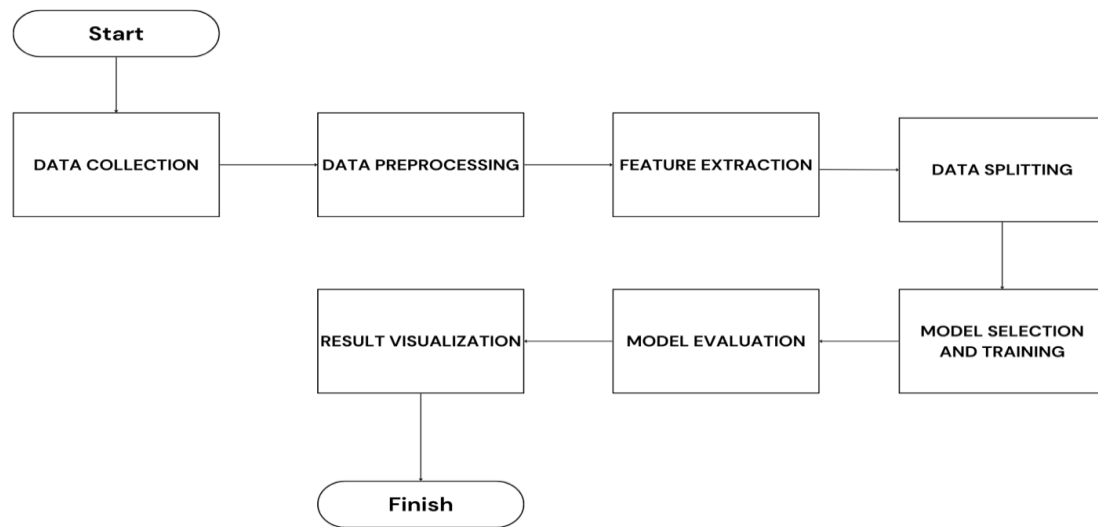 Start
DATA COLLECTION
DATA PREPROCESSING
FEATURE EXTRACTION
DATA SPLITTING
MODEL SELECTION
AND TRAINING
MODEL EVALUATION
RESULT VISUALIZATION
Finish